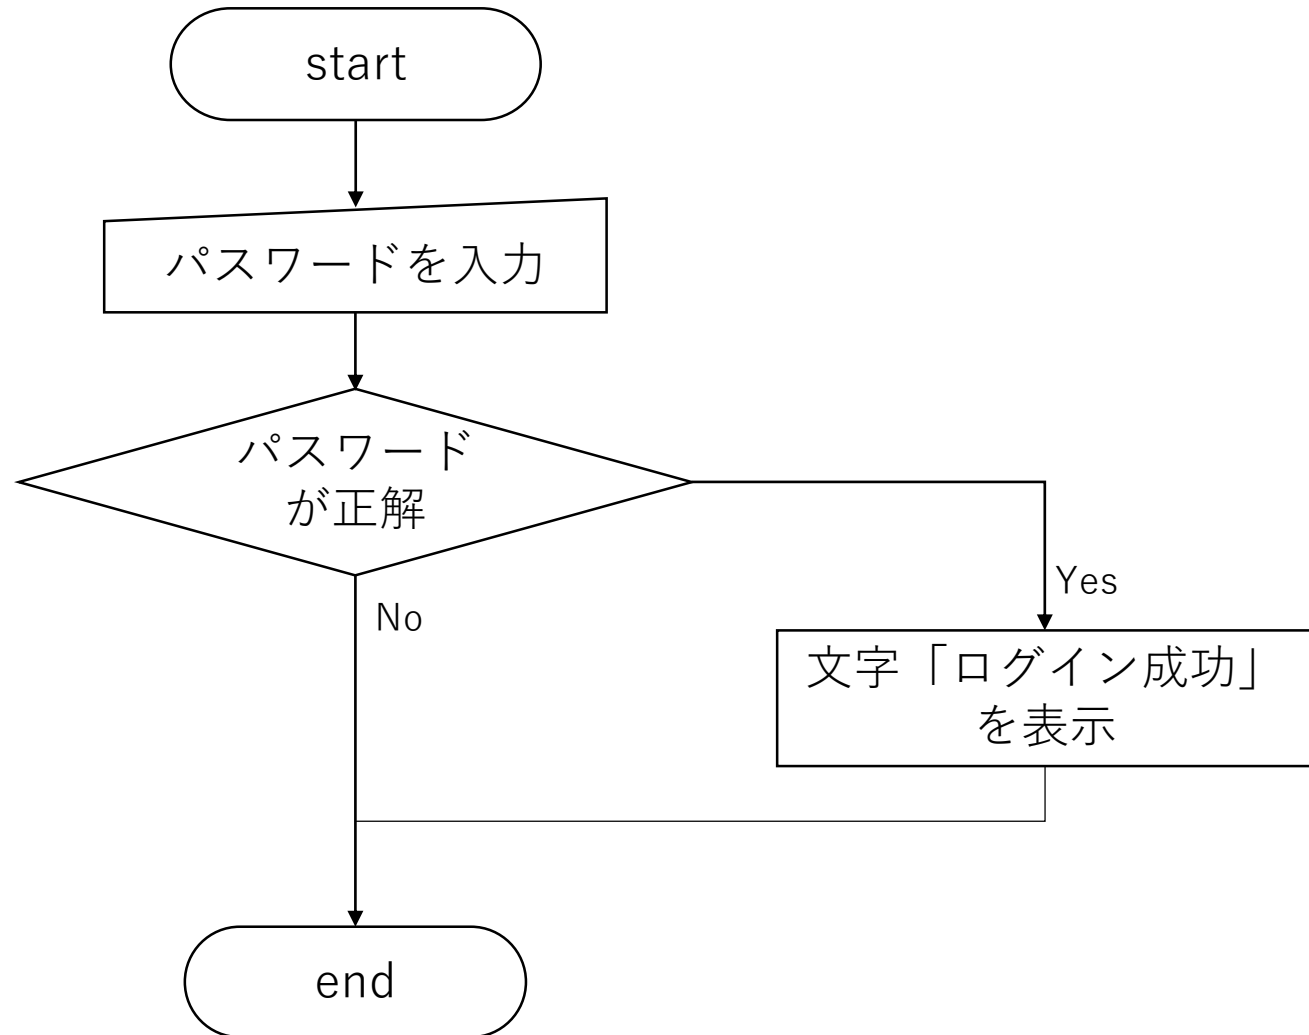 start
パスワードを入力
パスワード
が正解
Yes
No
文字「ログイン成功」
を表示
end